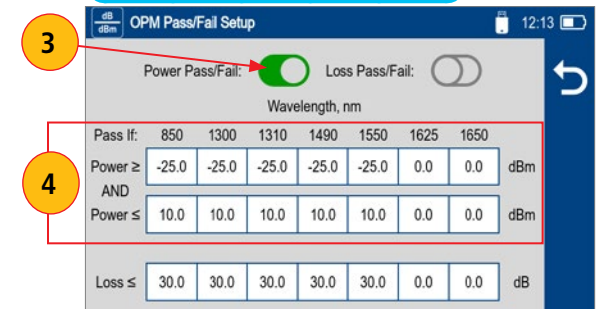 dB
dBm
OPM Pass/Fail Setup
12:13
3
Power Pass/Fail:
Loss Pass/Fail:
Wavelength, nm
Pass If: 850 1300 1310 1490 1550 1625 1650
4
Power ≥ -25.0 -25.0 -25.0 -25.0 -25.0 0.0 0.0 dBm
AND
Power ≤ 10.0 10.0 10.0 10.0 10.0 0.0 0.0 dBm
Loss ≤ 30.0 30.0 30.0 30.0 30.0 0.0 0.0 dB